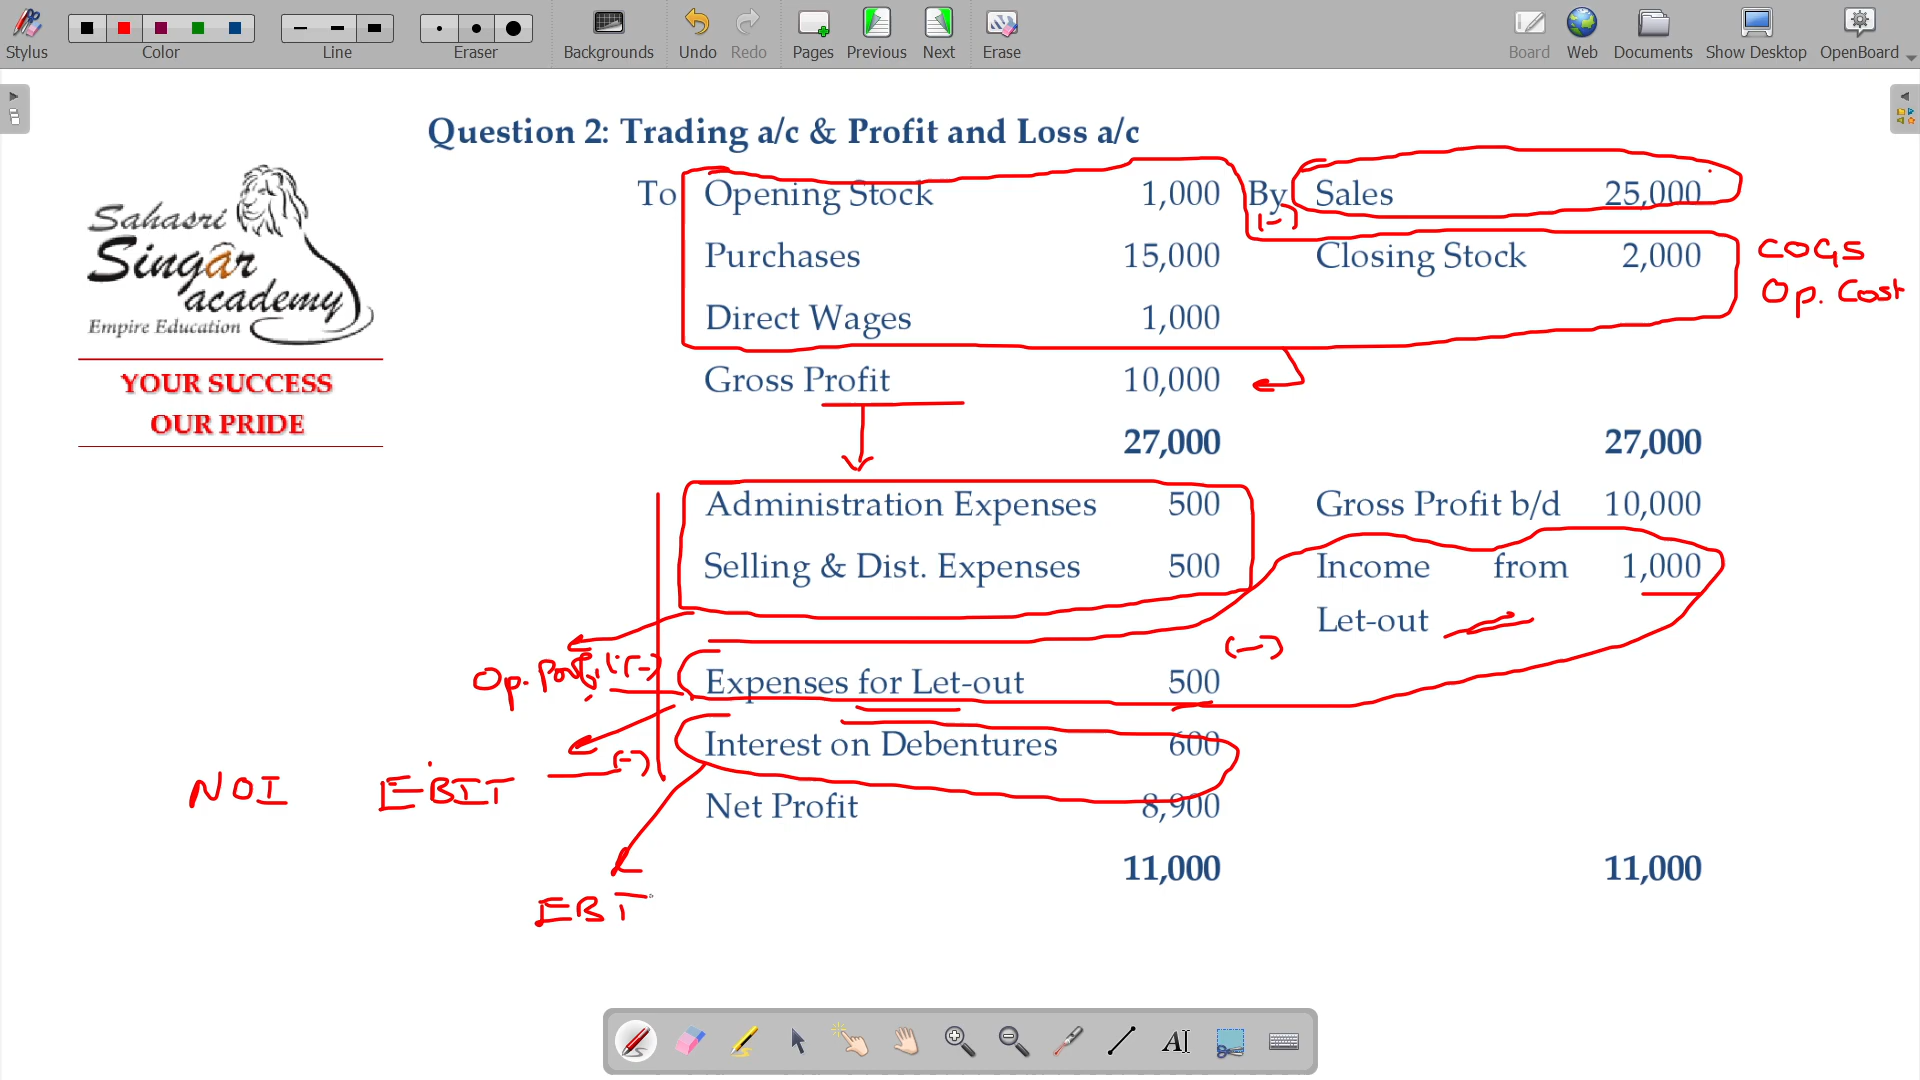 Stylus Color Line Eraser Backgrounds Undo Redo Pages Previous Next Erase Board Web Documents Show Desktop OpenBoard
Question 2: Trading a/c & Profit and Loss a/c
To Opening Stock 1,000 By Sales 25,000
(-)
Purchases 15,000 Closing Stock 2,000 COGS
Direct Wages 1,000 Op. Cost
Gross Profit 10,000
27,000 27,000
Administration Expenses 500 Gross Profit b/d 10,000
Selling & Dist. Expenses 500 Income from 1,000
Let-out
(-)
Op. Profit (-) Expenses for Let-out 500
Interest on Debentures 600
(-)
NOI EBIT
Net Profit 8,900
11,000 11,000
EBT
Sahasri
Singar
academy
Empire Education
YOUR SUCCESS
OUR PRIDE